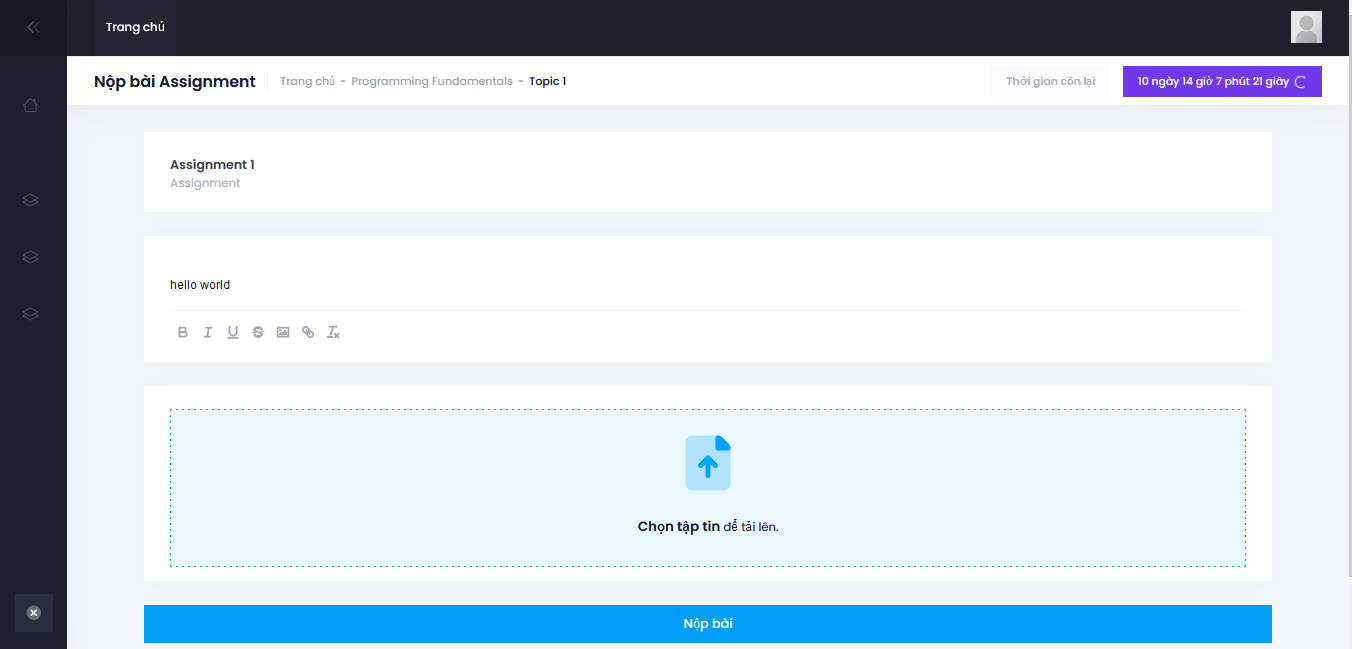 Trang chủ
Nộp bài Assignment
Trang chủ - Programming Fundamentals - Topic 1
Thời gian còn lại
10 ngày 14 giờ 7 phút 21 giây
Assignment 1
Assignment
hello world
Chọn tập tin để tải lên.
Nộp bài